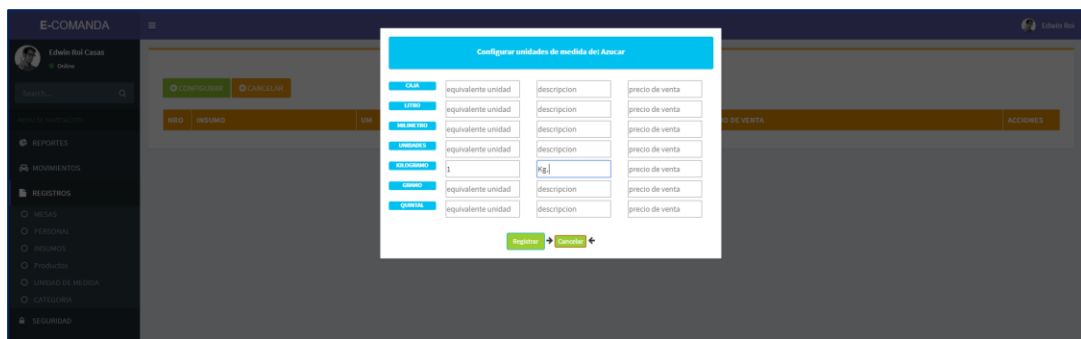 E-COMANDA
Edwin Rol
Edwin Rol Casas
Online
Search...
REPORTES
MOVIMIENTOS
REGISTROS
MESAS
PERSONAL
INSUMOS
Productos
UNIDAD DE MEDIDA
CATEGORIA
SEGURIDAD
CONFIGURAR CANCELAR
NRO INSUMO UM O DE VENTA ACCIONES
Configurar unidades de medida de: Azucar
CAJA equivalente unidad descripcion precio de venta
LITRO equivalente unidad descripcion precio de venta
MILIMETRO equivalente unidad descripcion precio de venta
UNIDADES equivalente unidad descripcion precio de venta
KILOGRAMO 1 Kg. precio de venta
GRAMO equivalente unidad descripcion precio de venta
QUINTAL equivalente unidad descripcion precio de venta
Registrar Cancelar